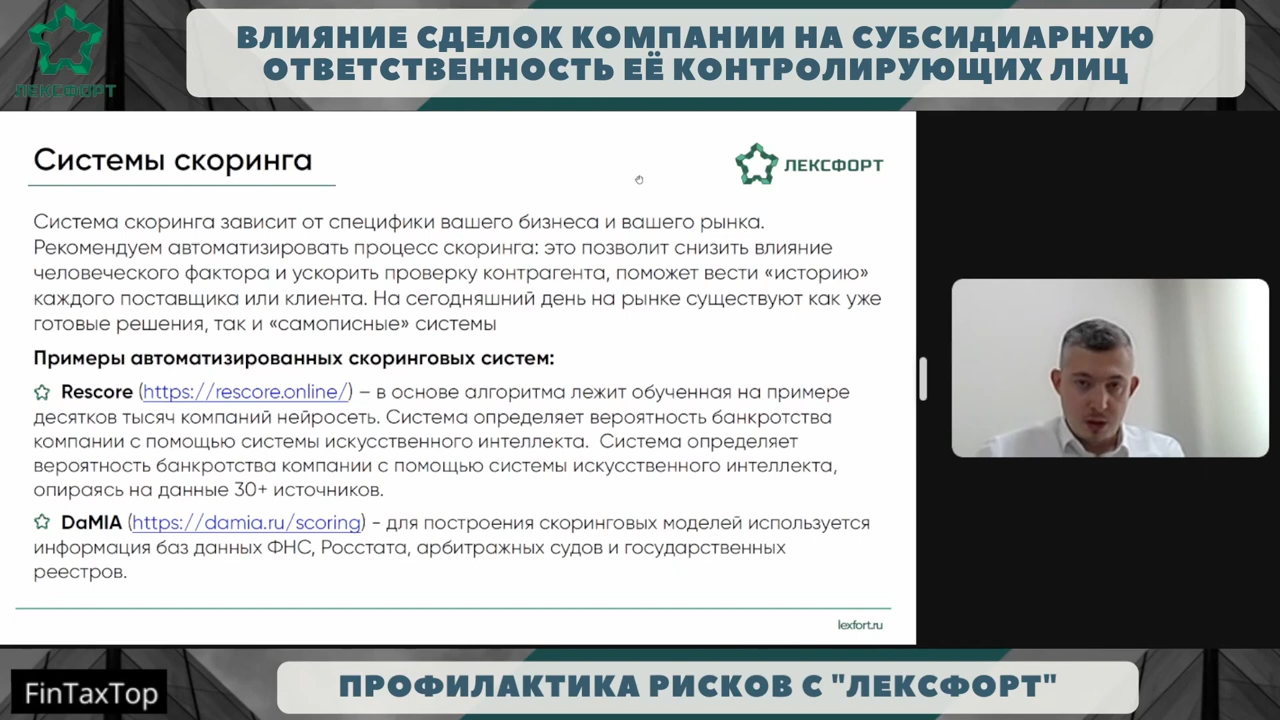 ВЛИЯНИЕ СДЕЛОК КОМПАНИИ НА СУБСИДИАРНУЮ
ОТВЕТСТВЕННОСТЬ ЕЁ КОНТРОЛИРУЮЩИХ ЛИЦ
ЛЕКСФОРТ
Системы скоринга
ЛЕКСФОРТ
Система скоринга зависит от специфики вашего бизнеса и вашего рынка.
Рекомендуем автоматизировать процесс скоринга: это позволит снизить влияние
человеческого фактора и ускорить проверку контрагента, поможет вести «историю»
каждого поставщика или клиента. На сегодняшний день на рынке существуют как уже
готовые решения, так и «самописные» системы
Примеры автоматизированных скоринговых систем:
Rescore (https://rescore.online/) – в основе алгоритма лежит обученная на примере
десятков тысяч компаний нейросеть. Система определяет вероятность банкротства
компании с помощью системы искусственного интеллекта. Система определяет
вероятность банкротства компании с помощью системы искусственного интеллекта,
опираясь на данные 30+ источников.
DaMIA (https://damia.ru/scoring) - для построения скоринговых моделей используется
информация баз данных ФНС, Росстата, арбитражных судов и государственных
реестров.
lexfort.ru
FinTaxTop
ПРОФИЛАКТИКА РИСКОВ С "ЛЕКСФОРТ"